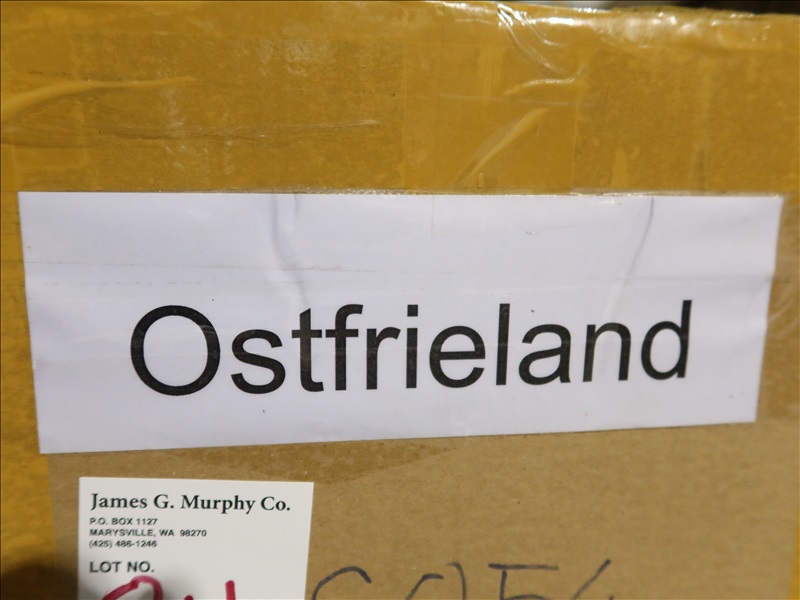 Ostfrieland
James G. Murphy Co.
P.O. BOX 1127
MARYSVILLE, WA 98270
(425) 486-1246
LOT NO.